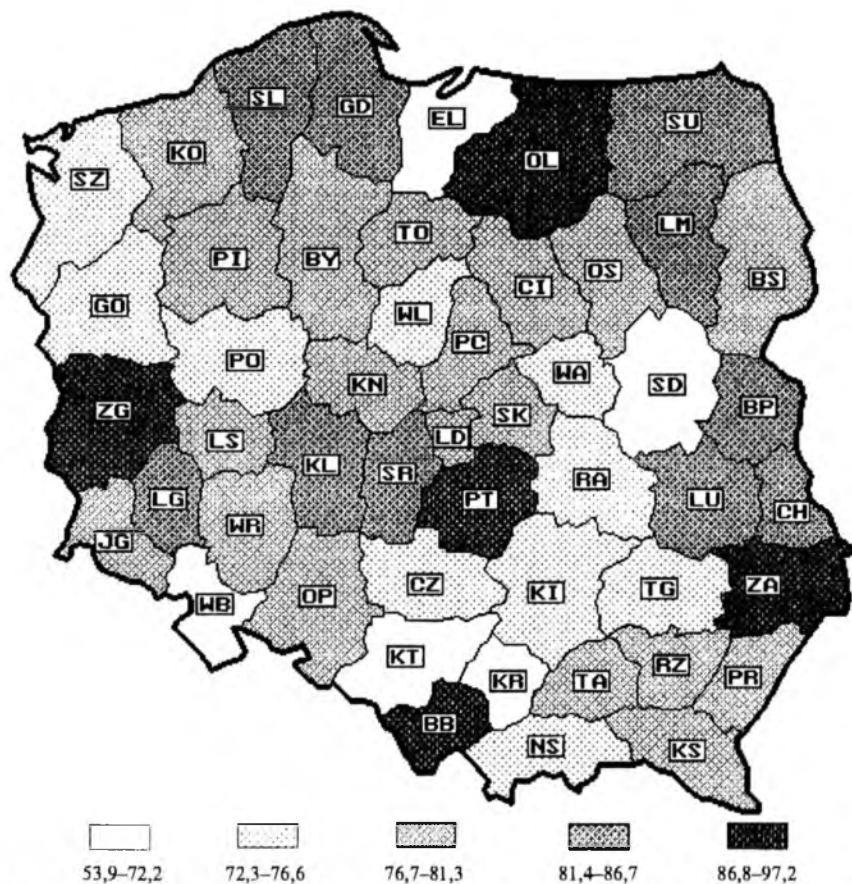 SL
GD
EL
SU
KO
OL
SZ
LM
TO
PI
BY
CI
OS
BS
GO
WL
PC
PO
WA
KN
SD
ZG
SK
BP
LS
LD
KL
SR
PT
RA
LG
LU
CH
WR
JG
OP
CZ
KI
TG
ZA
WB
KT
RZ
KR
TA
PR
BB
NS
KS
53,9–72,2 72,3–76,6 76,7–81,3 81,4–86,7 86,8–97,2